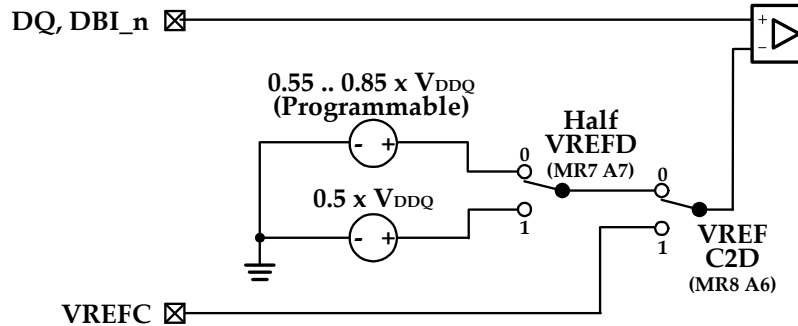 DQ, DBI_n
+
−
0.55 .. 0.85 x VDDQ
(Programmable)
- +
Half
VREFD
(MR7 A7)
0
1
0.5 x VDDQ
- +
0
1
VREF
C2D
(MR8 A6)
VREFC